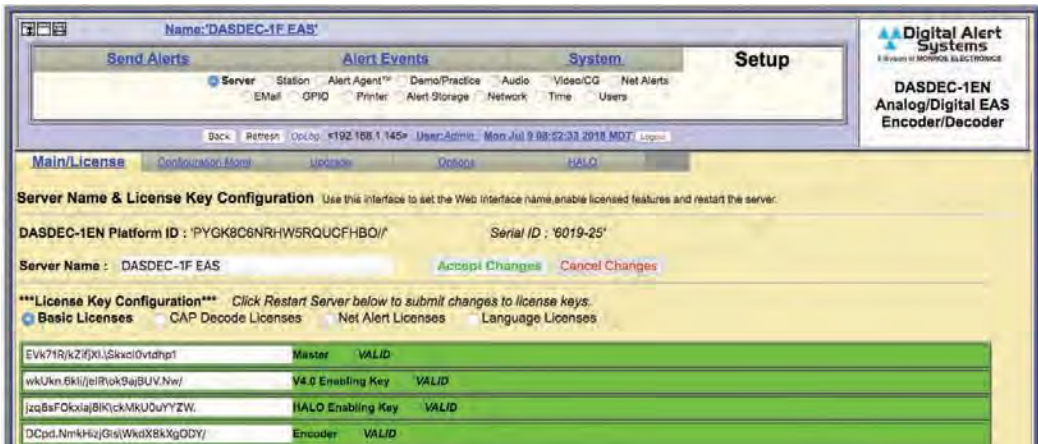 Name:'DASDEC-1F EAS'
Digital Alert
Systems
A division of MONROE ELECTRONICS
DASDEC-1EN
Analog/Digital EAS
Encoder/Decoder
Send Alerts Alert Events System Setup
Server Station Alert Agent™ Demo/Practice Audio Video/CG Net Alerts
EMail GPIO Printer Alert Storage Network Time Users
Back Refresh OpLog <192.168.1.145> User:Admin Mon Jul 9 08:52:33 2018 MDT Logout
Main/License Configuration Mgmt Upgrade Options HALO
Server Name & License Key Configuration Use this interface to set the Web Interface name,enable licensed features and restart the server.
DASDEC-1EN Platform ID : 'PYGK8C6NRHW5RQUCFHBO//' Serial ID : '6019-25'
Server Name : DASDEC-1F EAS Accept Changes Cancel Changes
***License Key Configuration*** Click Restart Server below to submit changes to license keys.
Basic Licenses CAP Decode Licenses Net Alert Licenses Language Licenses
Master VALID
V4.0 Enabling Key VALID
HALO Enabling Key VALID
Encoder VALID